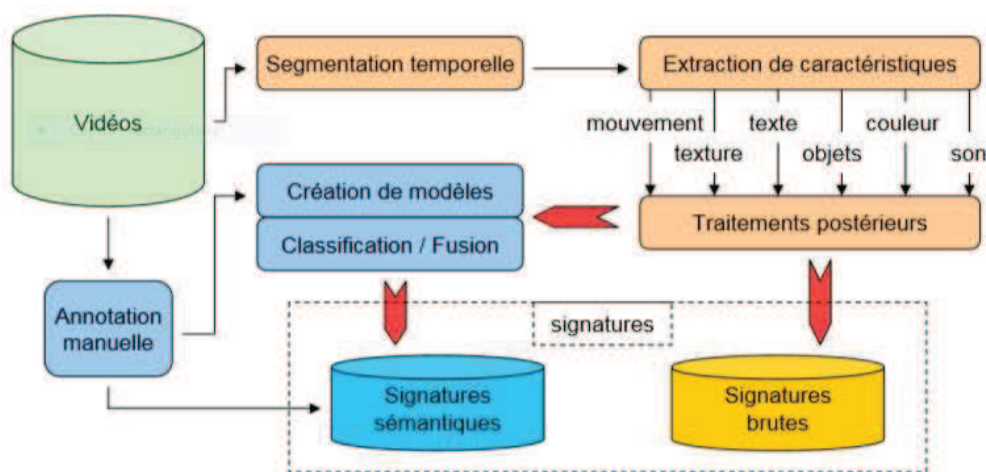 Vidéos
Segmentation temporelle
Extraction de caractéristiques
mouvement
texte
couleur
texture
objets
son
Création de modèles
Classification / Fusion
Traitements postérieurs
Annotation
manuelle
signatures
Signatures
sémantiques
Signatures
brutes